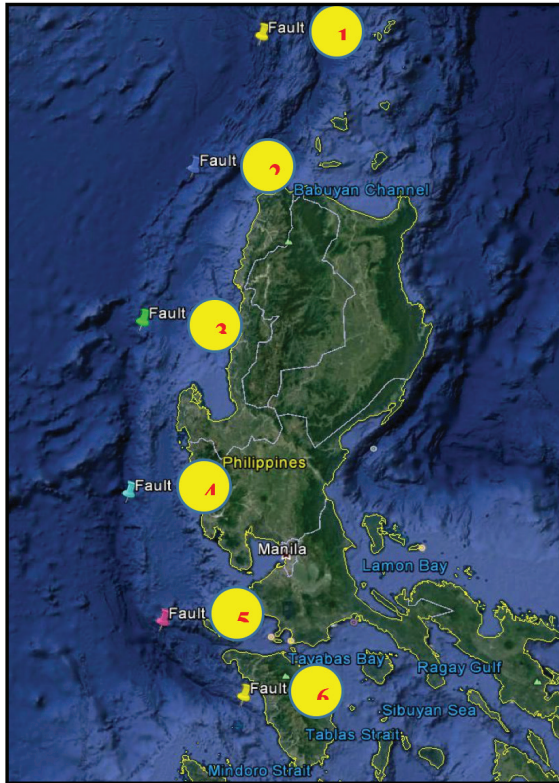 Fault 1
Fault 2
Babuyan Channel
Fault 3
Philippines
Fault 4
Manila
Lamon Bay
Fault 5
Tayabas Bay
Ragay Gulf
Fault 6
Sibuyan Sea
Tablas Strait
Mindoro Strait